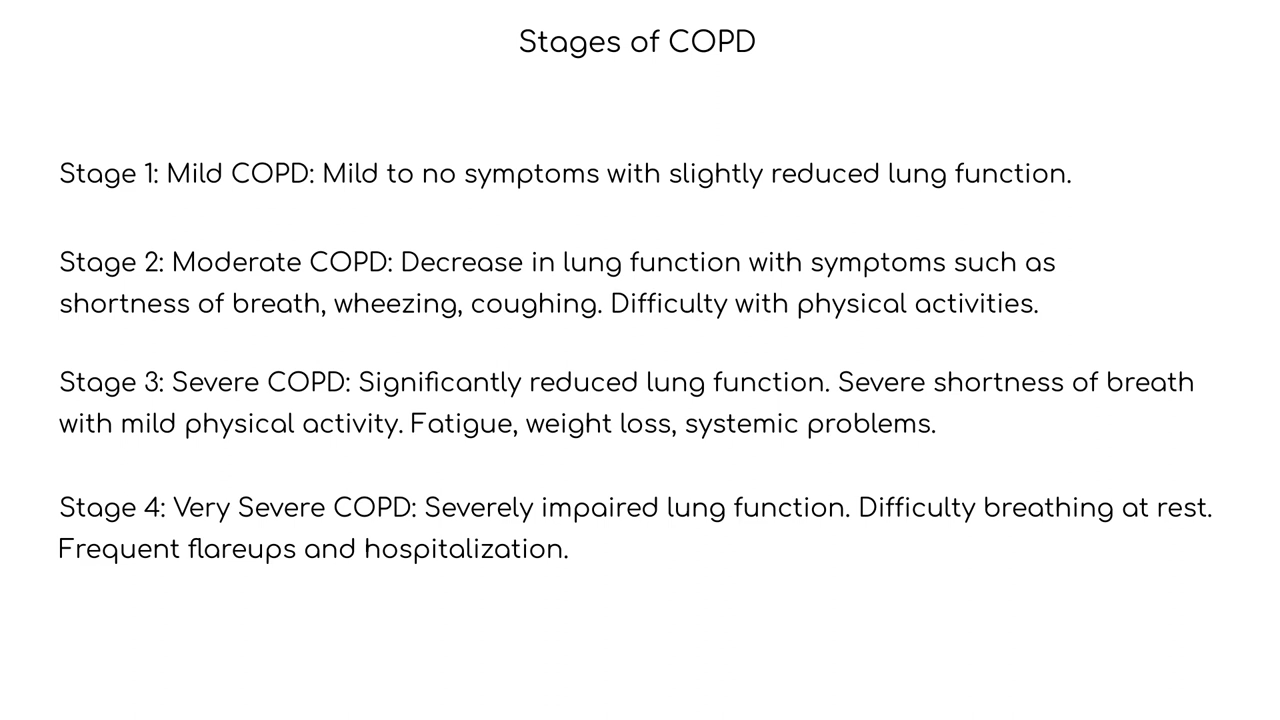 Stages of COPD
Stage 1: Mild COPD: Mild to no symptoms with slightly reduced lung function.
Stage 2: Moderate COPD: Decrease in lung function with symptoms such as
shortness of breath, wheezing, coughing. Difficulty with physical activities.
Stage 3: Severe COPD: Significantly reduced lung function. Severe shortness of breath
with mild physical activity. Fatigue, weight loss, systemic problems.
Stage 4: Very Severe COPD: Severely impaired lung function. Difficulty breathing at rest.
Frequent flareups and hospitalization.